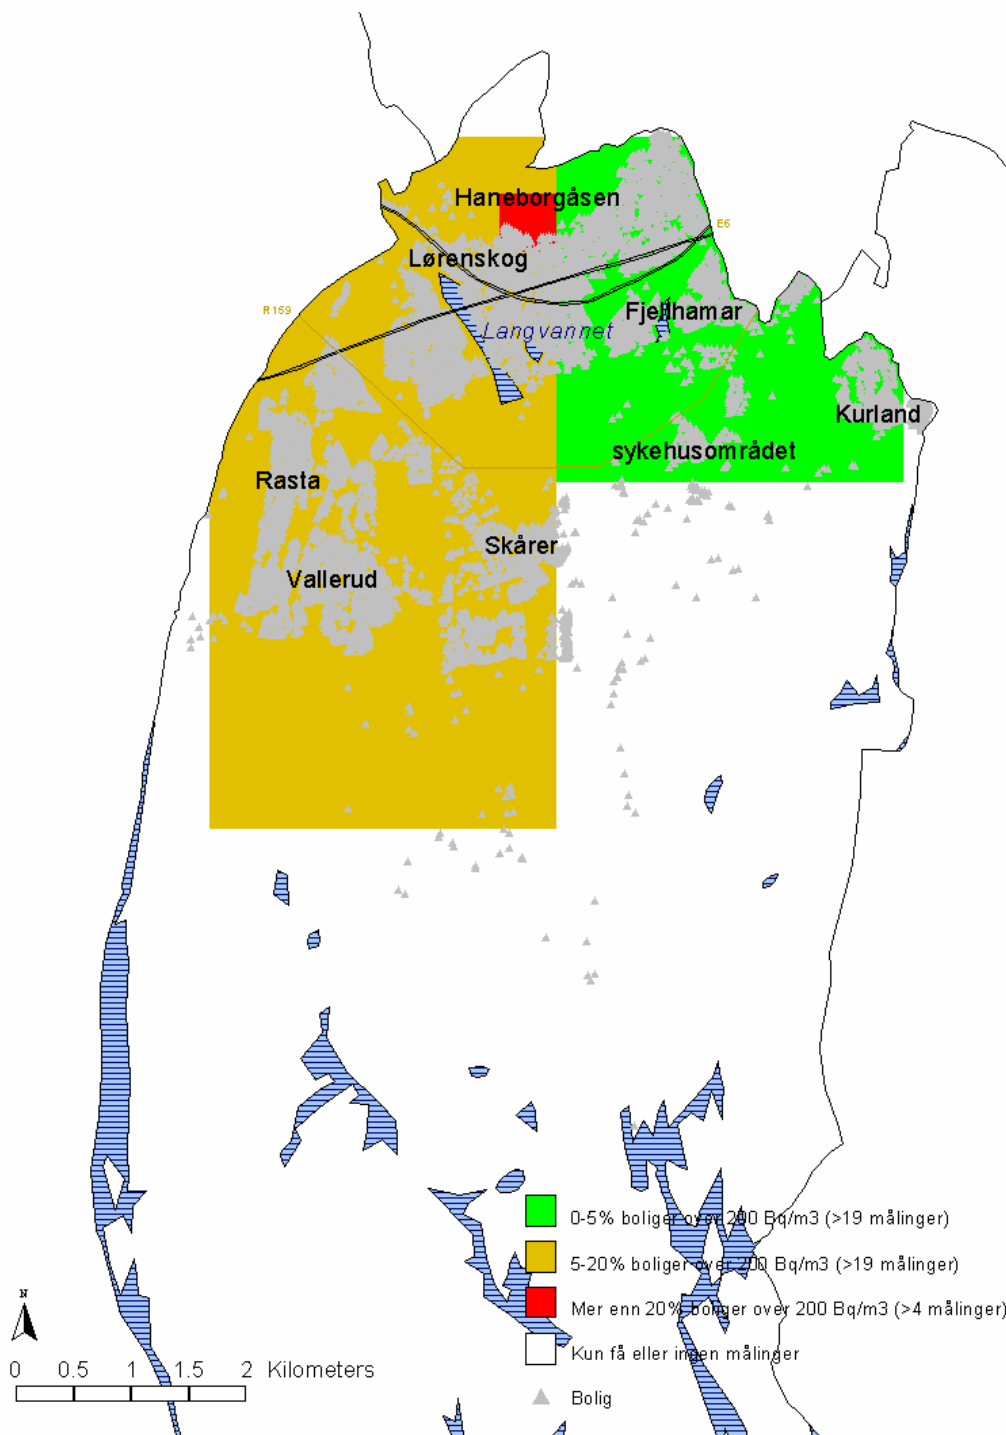 Haneborgåsen
E6
Lørenskog
R159
Fjellhamar
Langvannet
Kurland
sykehusområdet
Rasta
Skårer
Vallerud
0-5% boliger over 200 Bq/m3 (>19 målinger)
5-20% boliger over 200 Bq/m3 (>19 målinger)
N
Mer enn 20% boliger over 200 Bq/m3 (>4 målinger)
Kun få eller ingen målinger
0 0.5 1 1.5 2 Kilometers
Bolig